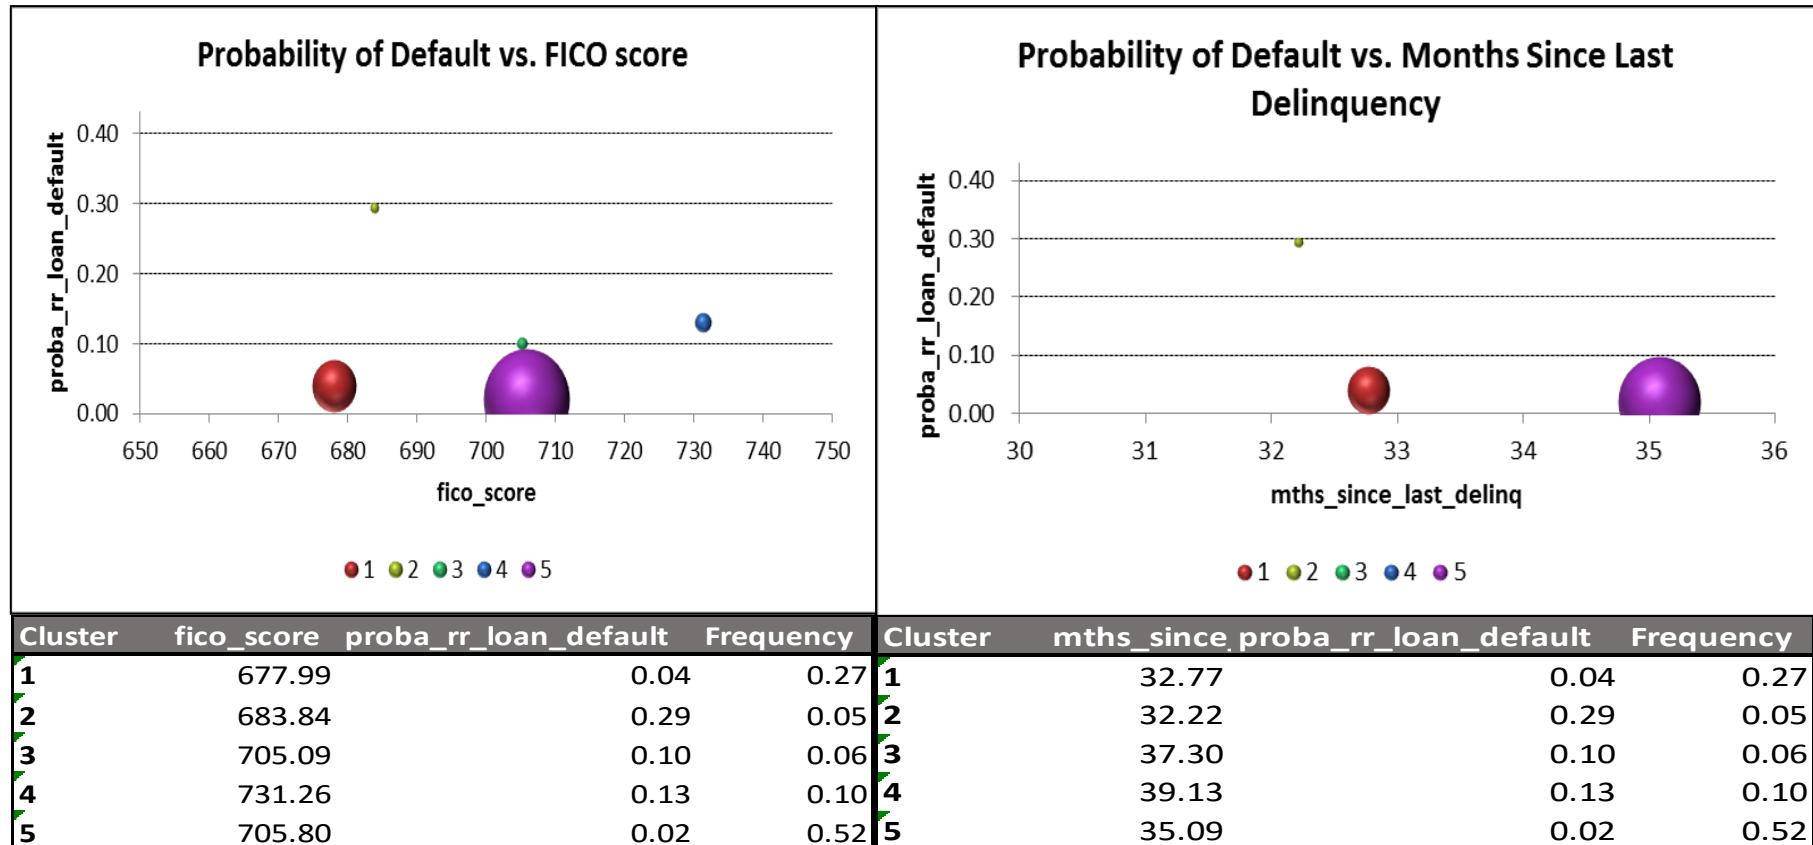 Probability of Default vs. FICO score
proba_rr_loan_default
0.40
0.30
0.20
0.10
0.00
650 660 670 680 690 700 710 720 730 740 750
fico_score
1 2 3 4 5
Probability of Default vs. Months Since Last
Delinquency
proba_rr_loan_default
0.40
0.30
0.20
0.10
0.00
30 31 32 33 34 35 36
mths_since_last_delinq
1 2 3 4 5
Cluster fico_score proba_rr_loan_default Frequency
1 677.99 0.04 0.27
2 683.84 0.29 0.05
3 705.09 0.10 0.06
4 731.26 0.13 0.10
5 705.80 0.02 0.52
Cluster mths_since_ proba_rr_loan_default Frequency
1 32.77 0.04 0.27
2 32.22 0.29 0.05
3 37.30 0.10 0.06
4 39.13 0.13 0.10
5 35.09 0.02 0.52